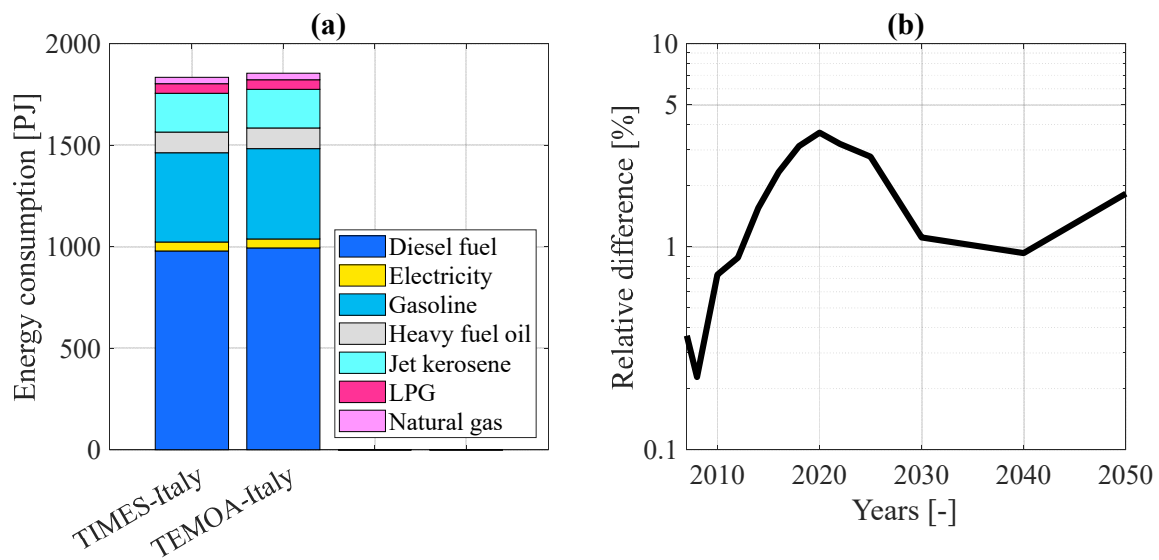 (a)
Energy consumption [PJ]
2000
1500
1000
500
0
TIMES-Italy
TEMOA-Italy
Diesel fuel
Electricity
Gasoline
Heavy fuel oil
Jet kerosene
LPG
Natural gas
(b)
Relative difference [%]
10
5
1
0.1
2010 2020 2030 2040 2050
Years [-]